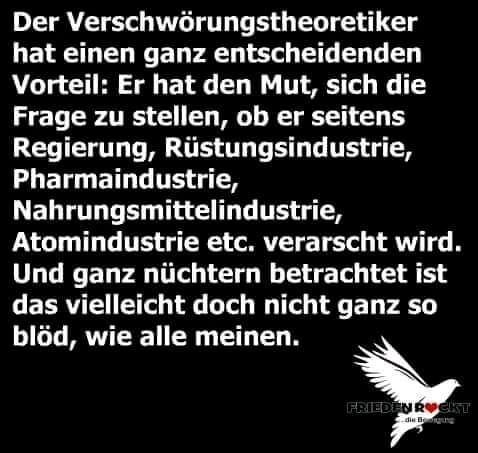 Der Verschwörungstheoretiker
hat einen ganz entscheidenden
Vorteil: Er hat den Mut, sich die
Frage zu stellen, ob er seitens
Regierung, Rüstungsindustrie,
Pharmaindustrie,
Nahrungsmittelindustrie,
Atomindustrie etc. verarscht wird.
Und ganz nüchtern betrachtet ist
das vielleicht doch nicht ganz so
blöd, wie alle meinen.
FRIEDEN R♥CKT
...die Bewegung